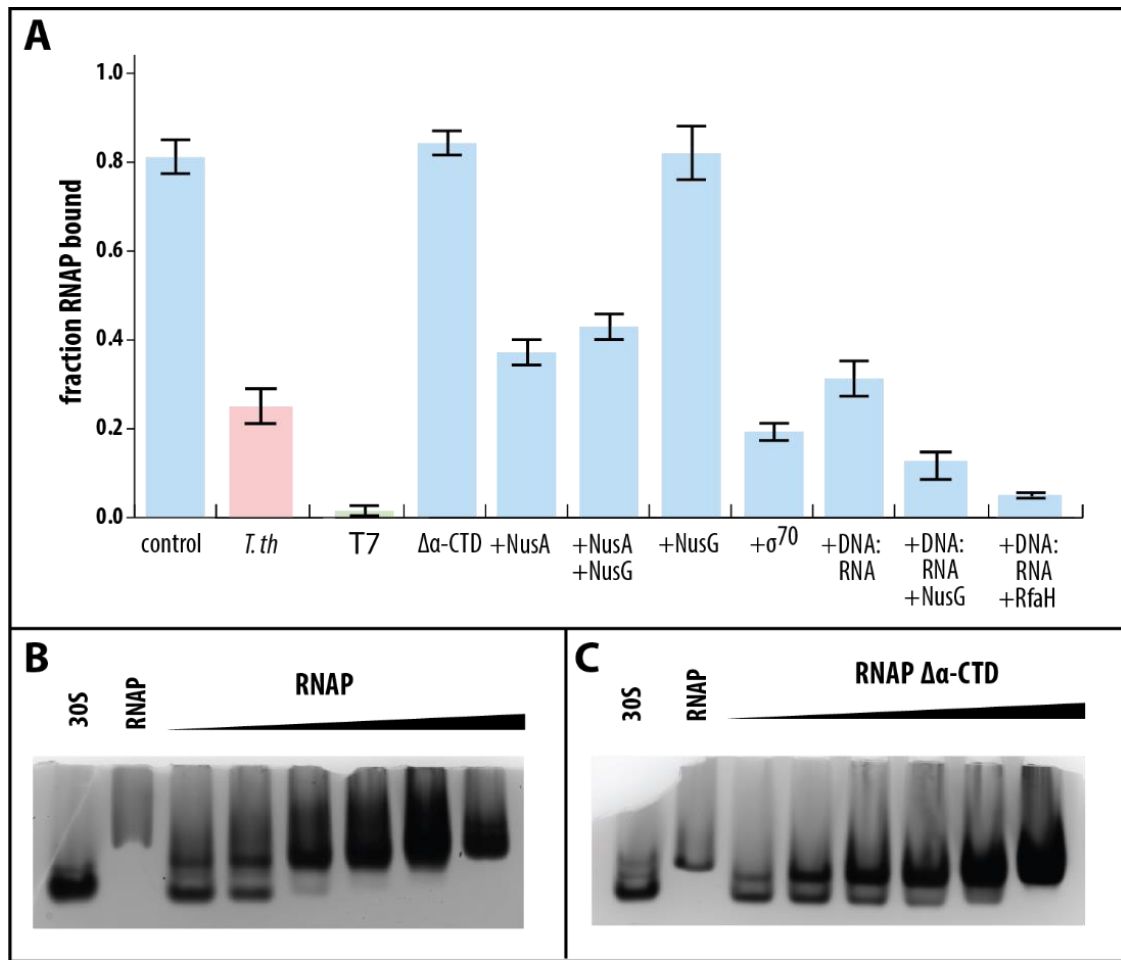 A
fraction RNAP bound
1.0
0.8
0.6
0.4
0.2
0.0
control
T. th
T7
Δα-CTD
+NusA
+NusA
+NusG
+NusG
+σ⁷⁰
+DNA:
RNA
+DNA:
RNA
+NusG
+DNA:
RNA
+RfaH
B
30S
RNAP
RNAP
C
30S
RNAP
RNAP Δα-CTD